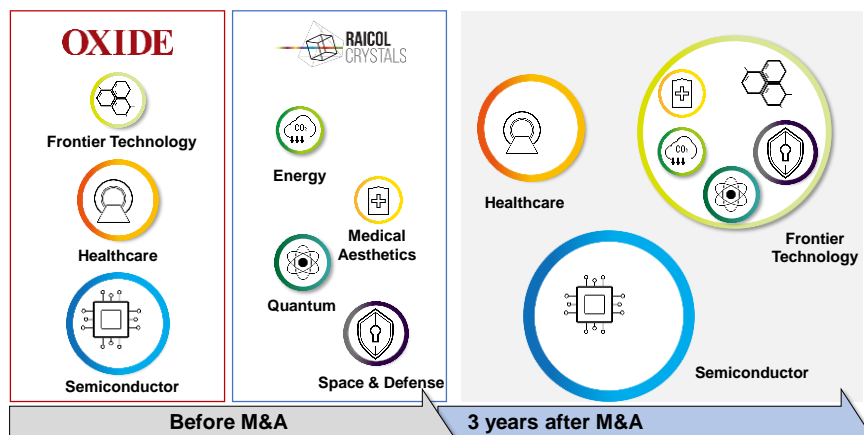 OXIDE
Frontier Technology
Healthcare
Semiconductor
RAICOL
CRYSTALS
CO₂
Energy
Medical
Aesthetics
Quantum
Space & Defense
Healthcare
CO₂
Frontier
Technology
Semiconductor
Before M&A
3 years after M&A